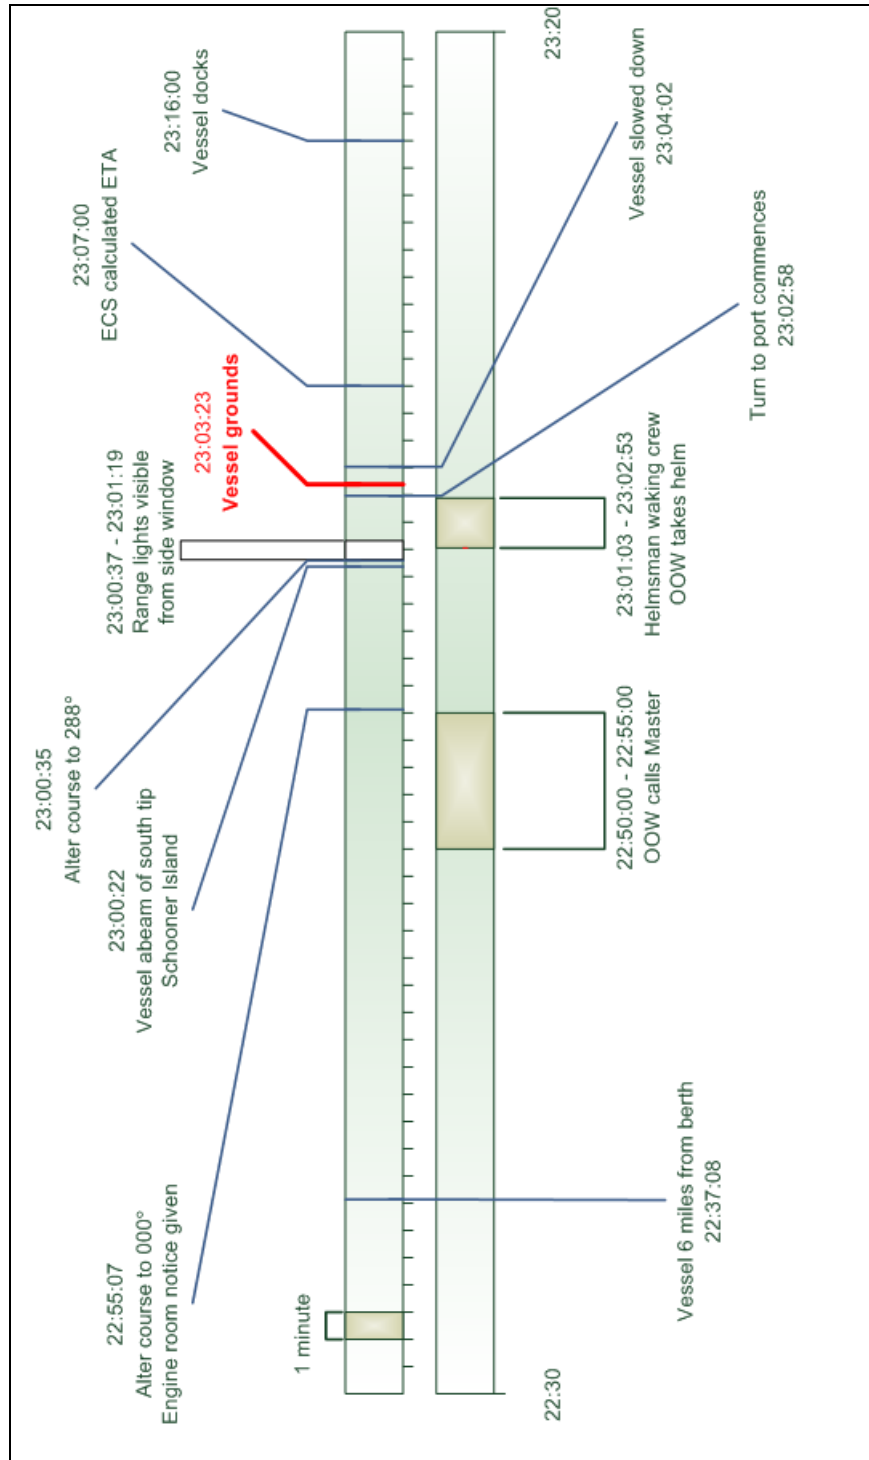 22:55:07
Alter course to 000°
Engine room notice given
23:00:22
Vessel abeam of south tip
Schooner Island
23:00:35
Alter course to 288°
23:00:37 - 23:01:19
Range lights visible
from side window
23:03:23
Vessel grounds
23:07:00
ECS calculated ETA
23:16:00
Vessel docks
1 minute
22:30
23:20
Vessel 6 miles from berth
22:37:08
22:50:00 - 22:55:00
OOW calls Master
23:01:03 - 23:02:53
Helmsman waking crew
OOW takes helm
Turn to port commences
23:02:58
Vessel slowed down
23:04:02